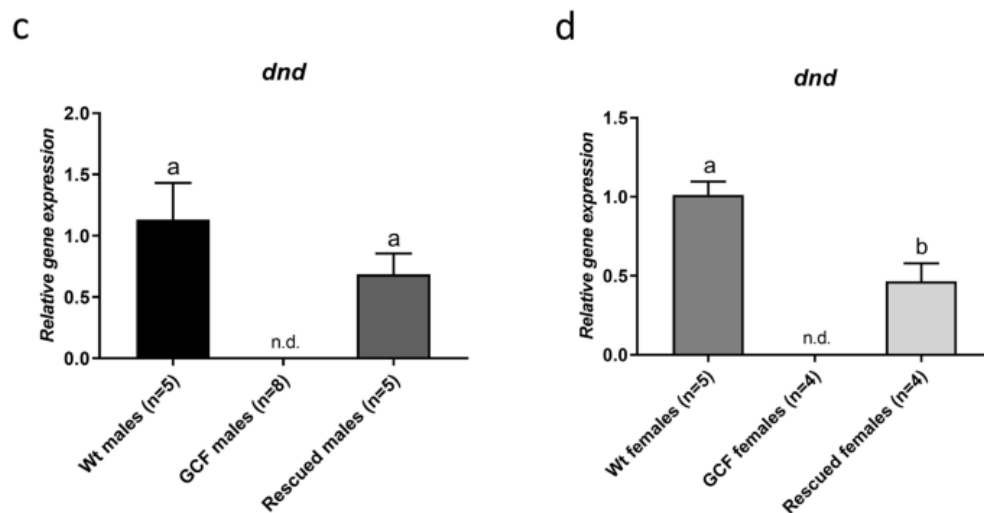 c
dnd
Relative gene expression
2.0
1.5
1.0
0.5
0.0
a
n.d.
a
Wt males (n=5)
GCF males (n=8)
Rescued males (n=5)
d
dnd
Relative gene expression
1.5
1.0
0.5
0.0
a
n.d.
b
Wt females (n=5)
GCF females (n=4)
Rescued females (n=4)